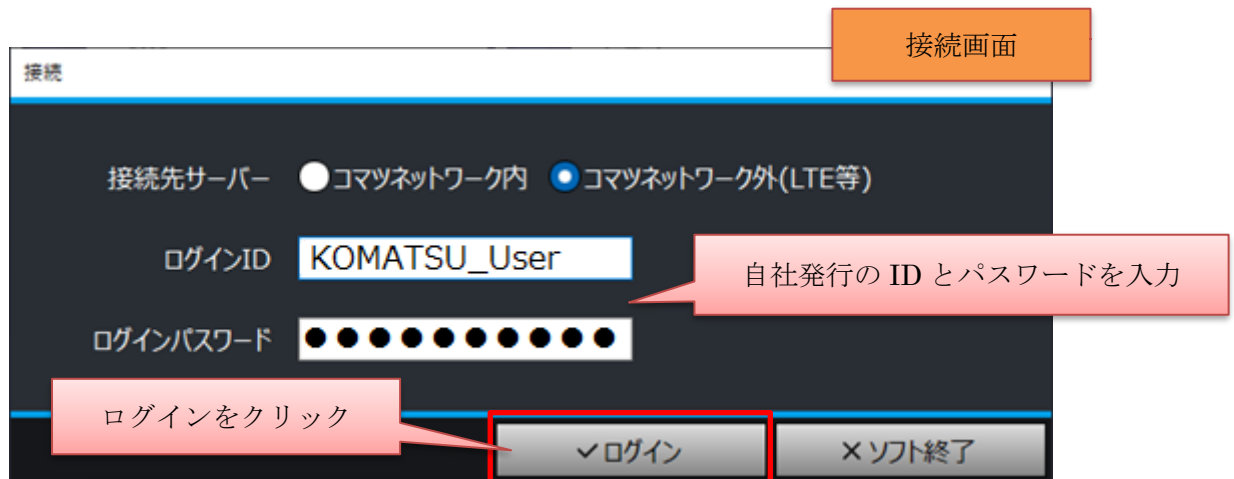 接続画面
接続
接続先サーバー コマツネットワーク内 コマツネットワーク外(LTE等)
ログインID KOMATSU_User
自社発行の ID とパスワードを入力
ログインパスワード ●●●●●●●●●●
ログインをクリック
✓ログイン ×ソフト終了